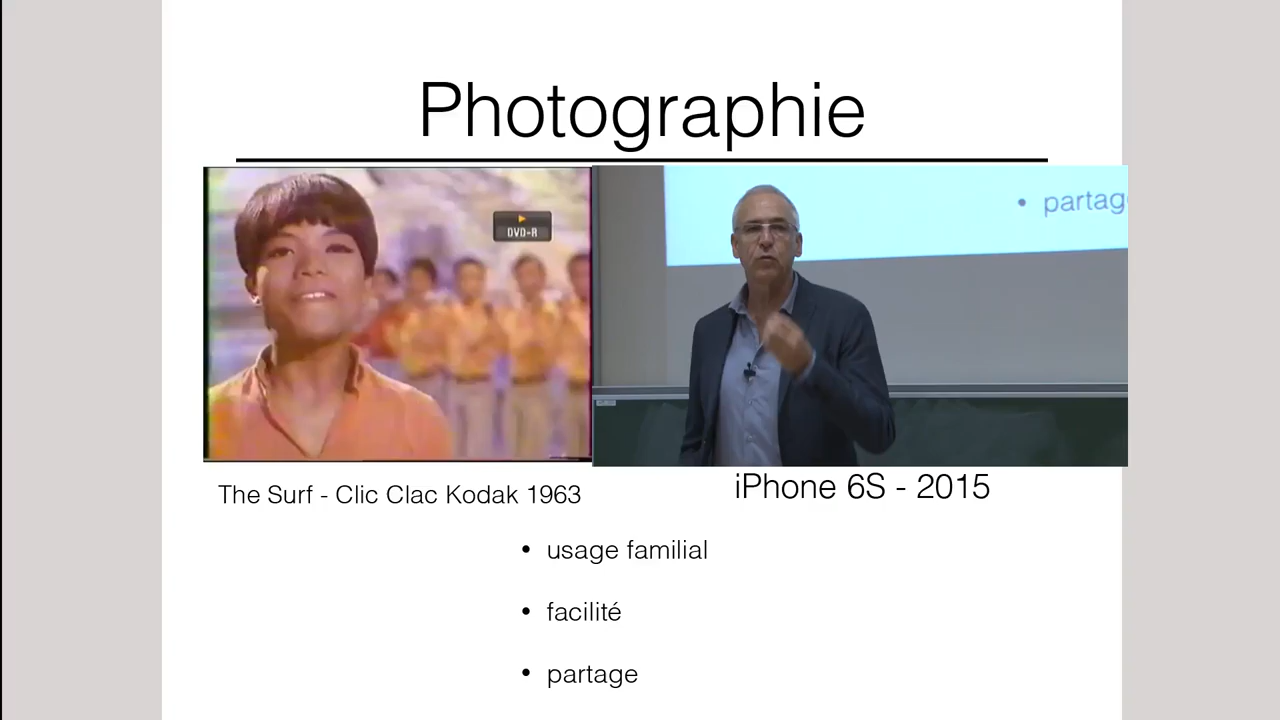 Photographie
DVD-R
• partag
The Surf - Clic Clac Kodak 1963
iPhone 6S - 2015
• usage familial
• facilité
• partage